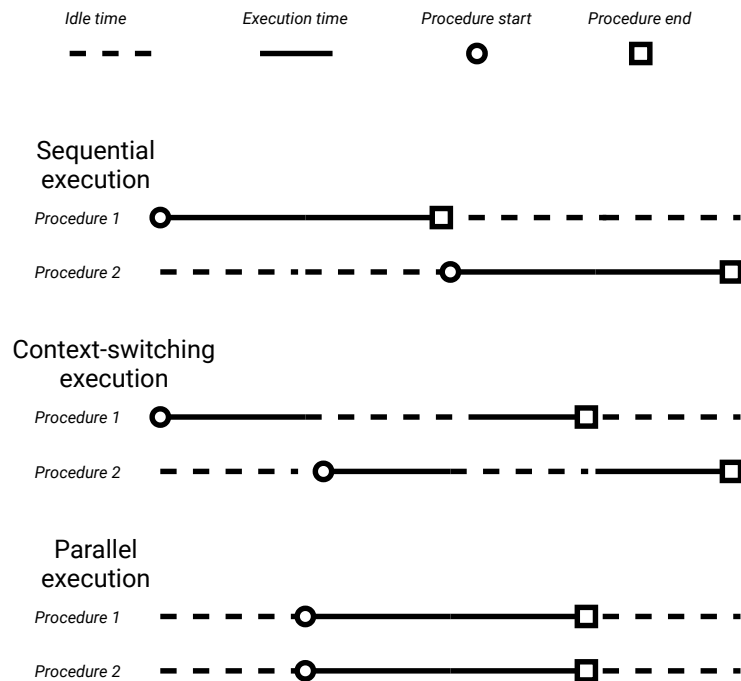 Idle time
Execution time
Procedure start
Procedure end
Sequential
execution
Procedure 1
Procedure 2
Context-switching
execution
Procedure 1
Procedure 2
Parallel
execution
Procedure 1
Procedure 2